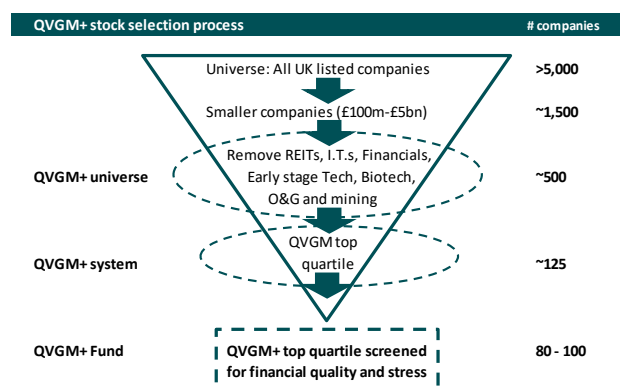 QVGM+ stock selection process # companies
Universe: All UK listed companies >5,000
Smaller companies (£100m-£5bn) ~1,500
Remove REITs, I.T.s, Financials,
QVGM+ universe Early stage Tech, Biotech, ~500
O&G and mining
QVGM top
QVGM+ system quartile ~125
QVGM+ Fund QVGM+ top quartile screened 80 - 100
for financial quality and stress